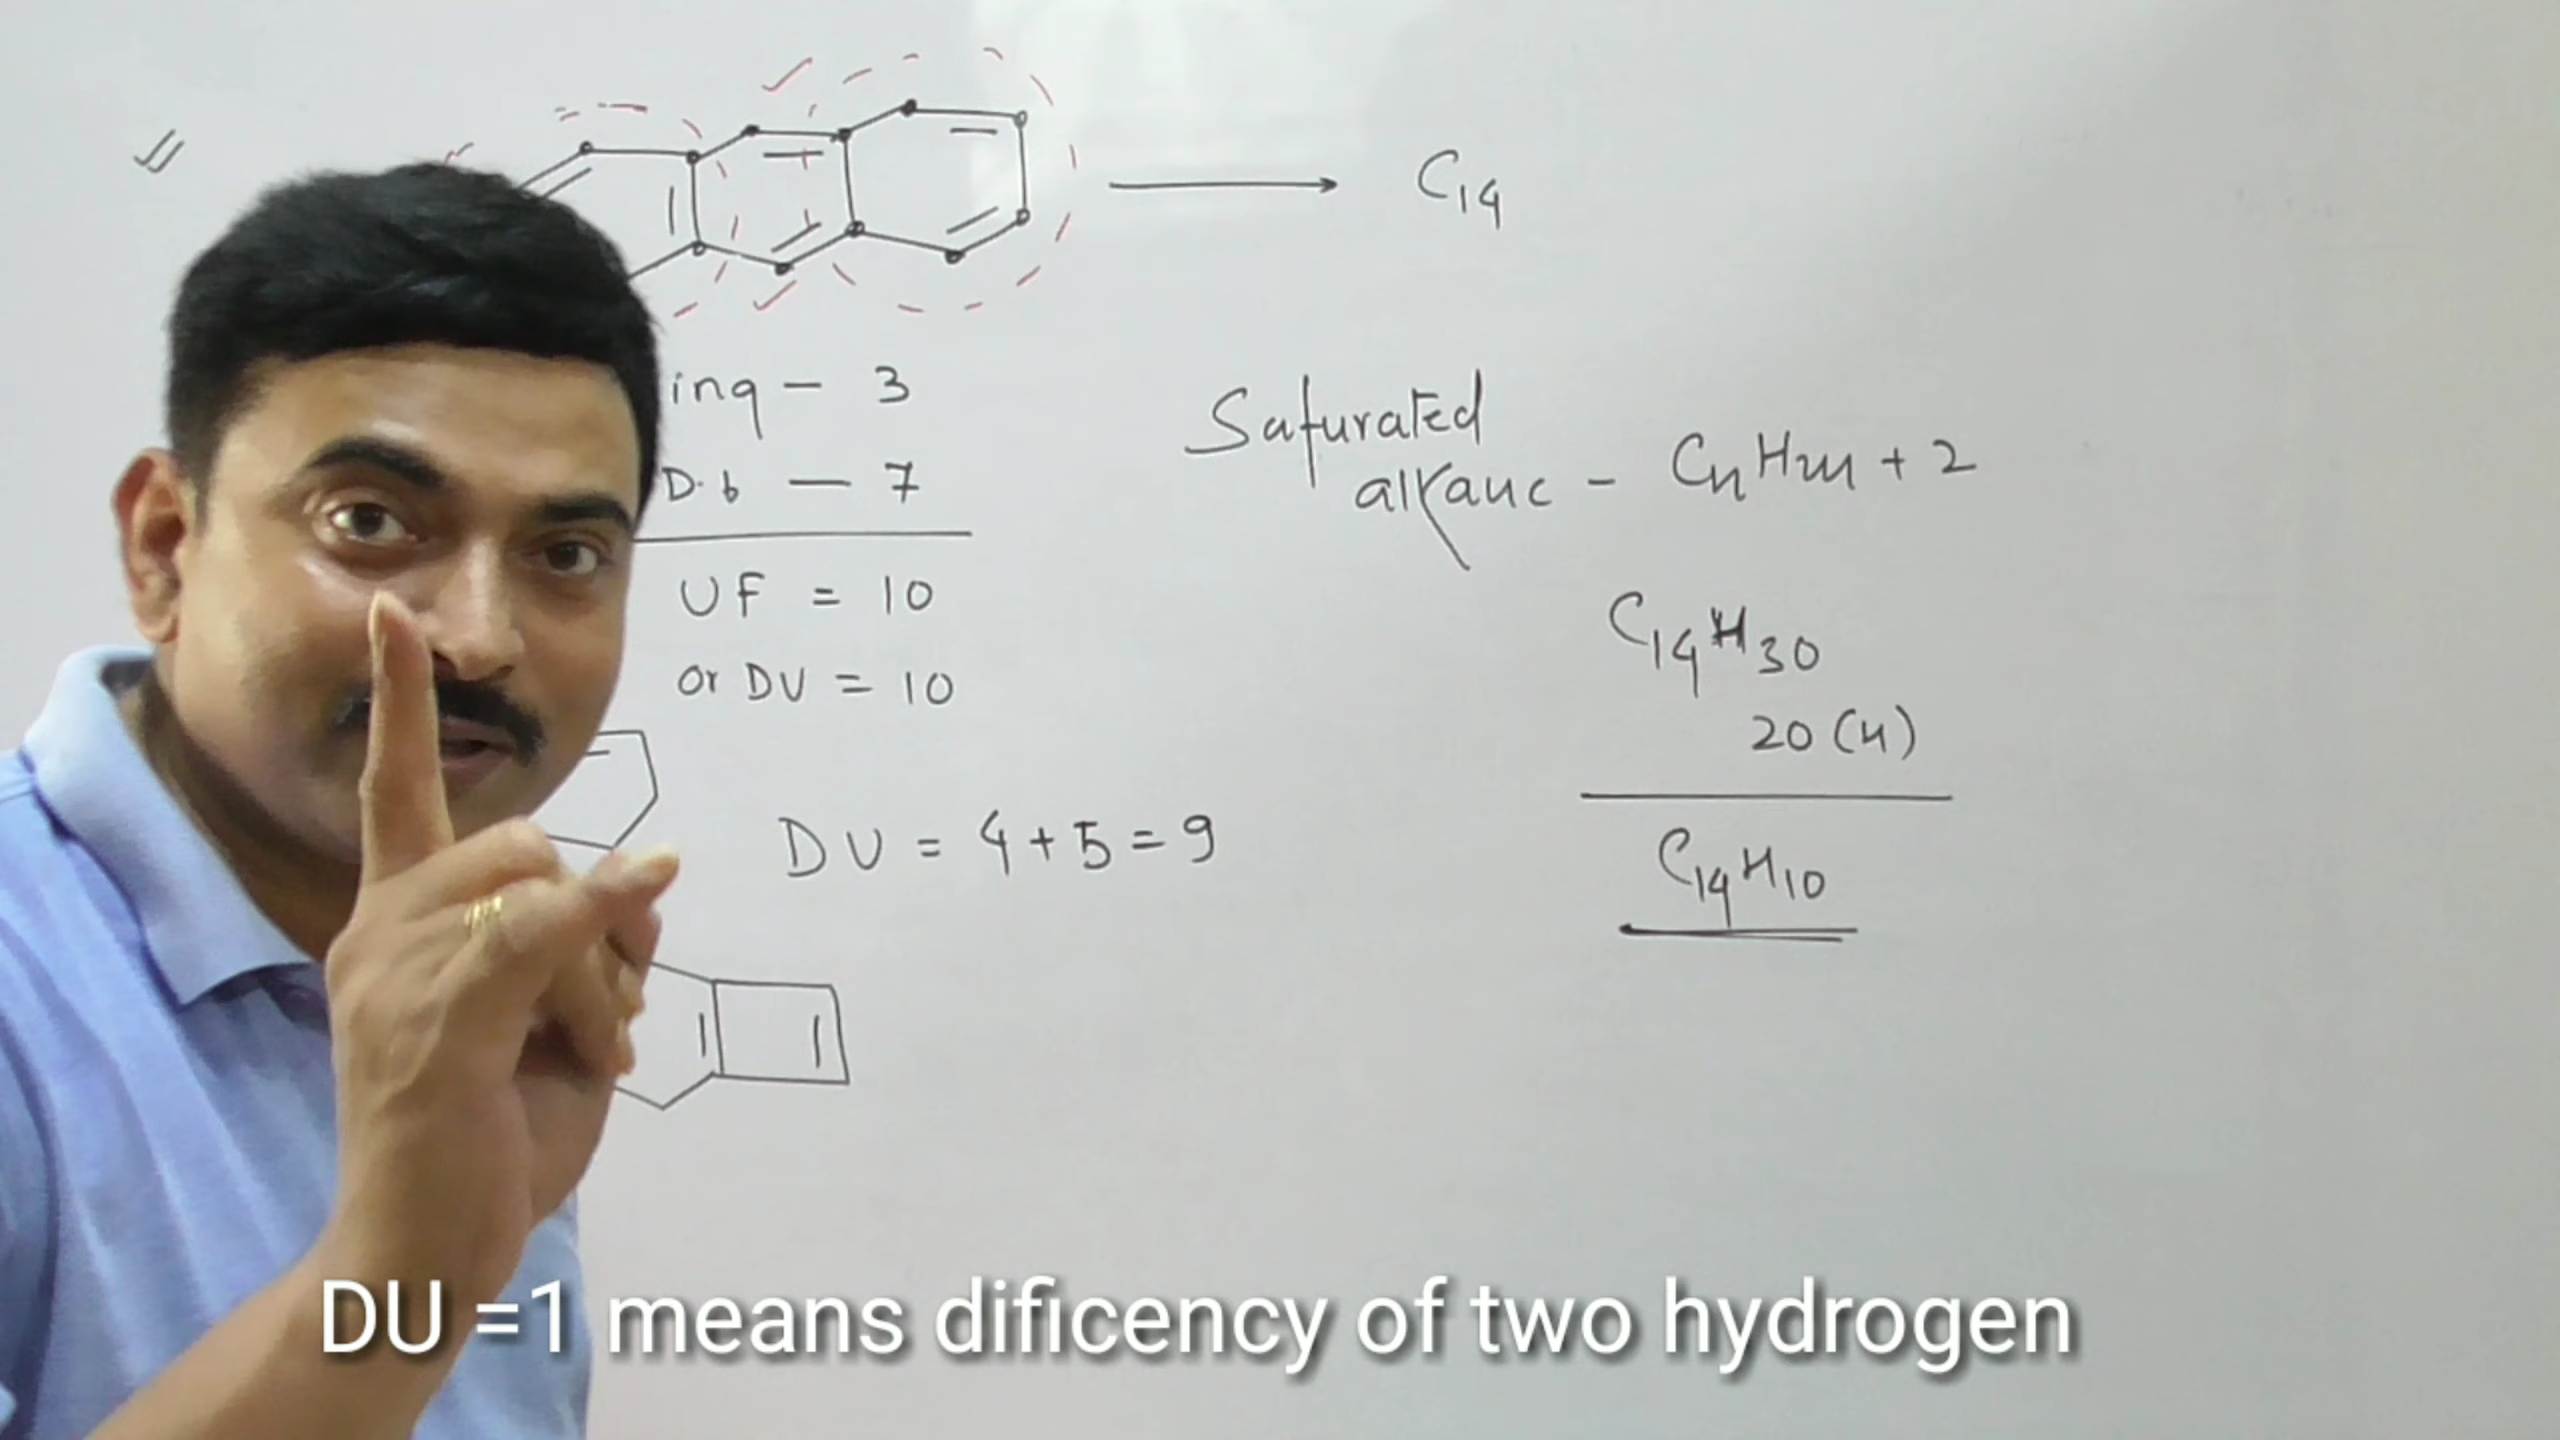 C14
ing - 3
D.b — 7
UF = 10
or DU = 10
Saturated
alkane - CnH2n+2
C14H30
20 (H)
C14H10
DU = 4+5=9
DU =1 means dificency of two hydrogen